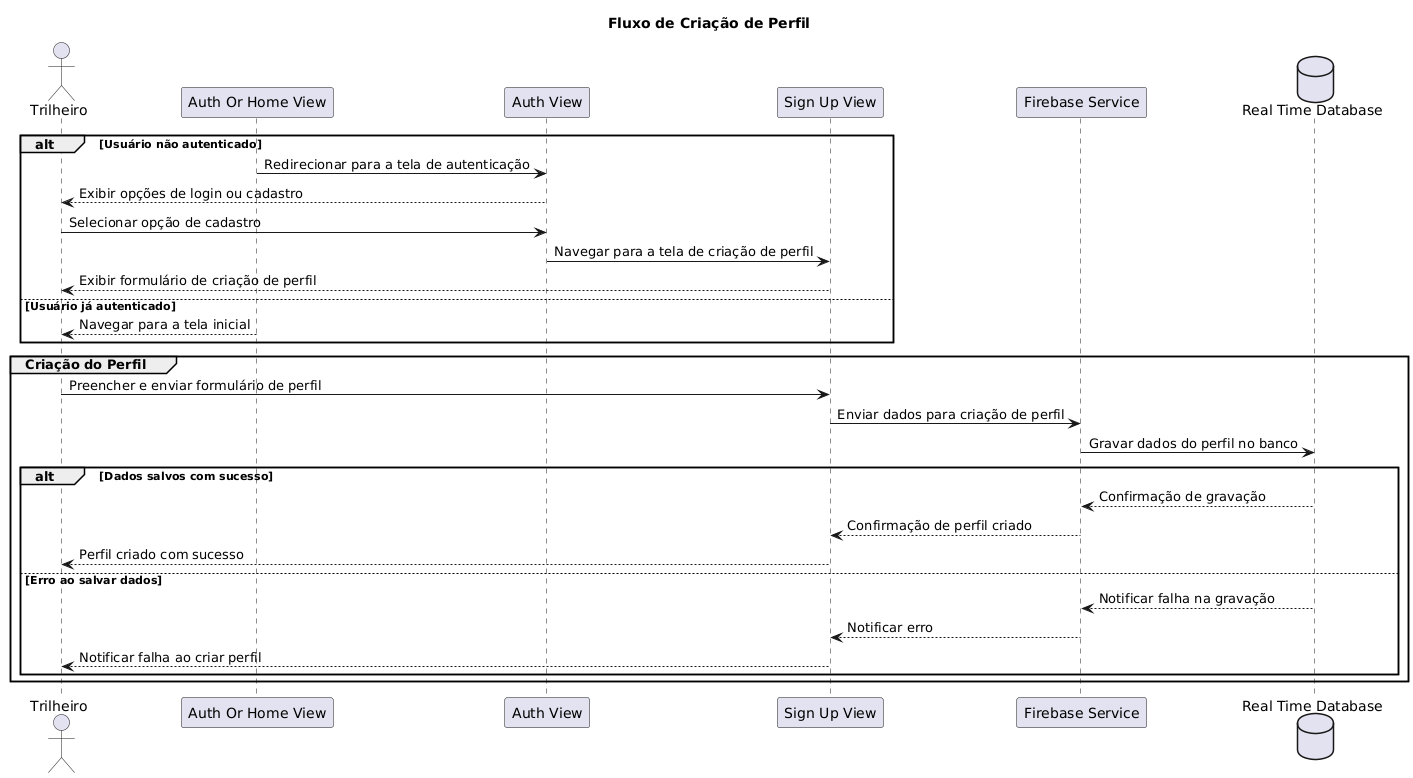 Fluxo de Criação de Perfil
Trilheiro
Auth Or Home View
Auth View
Sign Up View
Firebase Service
Real Time Database
alt [Usuário não autenticado]
Redirecionar para a tela de autenticação
Exibir opções de login ou cadastro
Selecionar opção de cadastro
Navegar para a tela de criação de perfil
Exibir formulário de criação de perfil
[Usuário já autenticado]
Navegar para a tela inicial
Criação do Perfil
Preencher e enviar formulário de perfil
Enviar dados para criação de perfil
Gravar dados do perfil no banco
alt [Dados salvos com sucesso]
Confirmação de gravação
Confirmação de perfil criado
Perfil criado com sucesso
[Erro ao salvar dados]
Notificar falha na gravação
Notificar erro
Notificar falha ao criar perfil
Trilheiro
Auth Or Home View
Auth View
Sign Up View
Firebase Service
Real Time Database